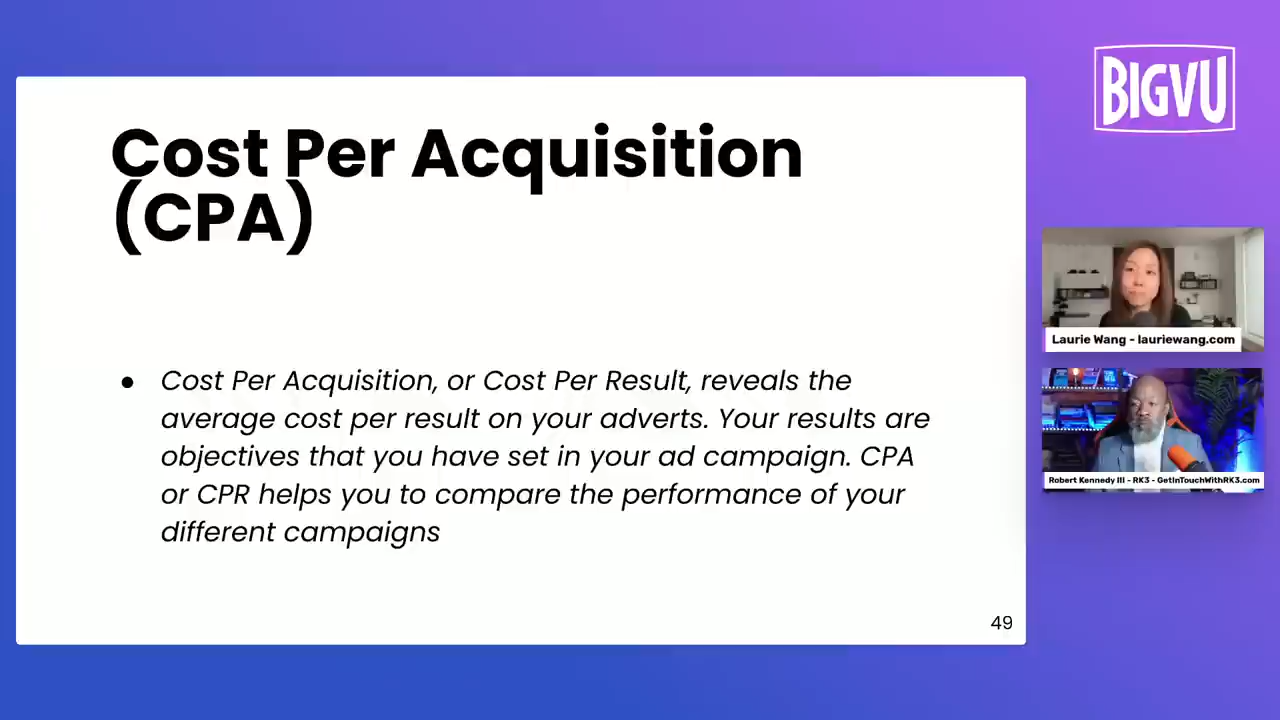 BIGVU
Cost Per Acquisition
(CPA)
● Cost Per Acquisition, or Cost Per Result, reveals the
average cost per result on your adverts. Your results are
objectives that you have set in your ad campaign. CPA
or CPR helps you to compare the performance of your
different campaigns
49
Laurie Wang - lauriewang.com
Robert Kennedy III - RK3 - GetInTouchWithRK3.com